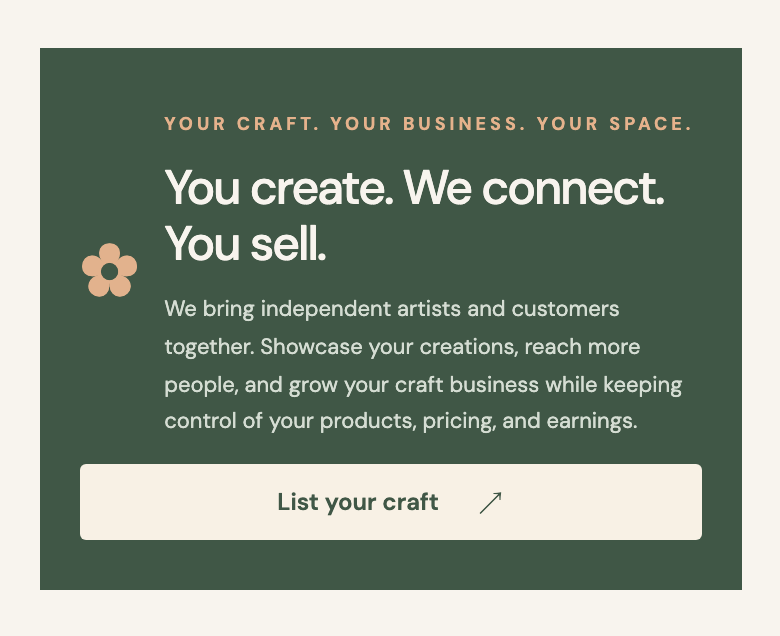 YOUR CRAFT. YOUR BUSINESS. YOUR SPACE.
You create. We connect.
You sell.
We bring independent artists and customers
together. Showcase your creations, reach more
people, and grow your craft business while keeping
control of your products, pricing, and earnings.
List your craft ↗